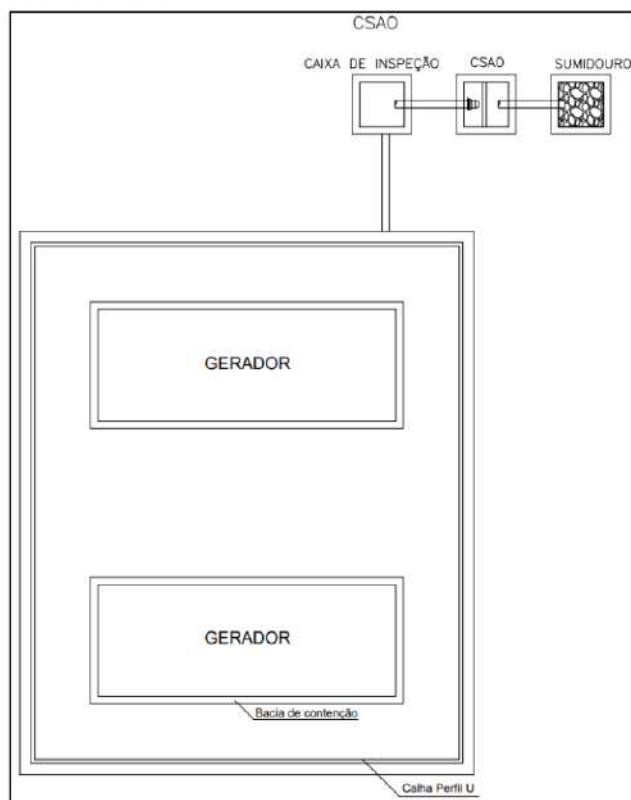 CSAO
CAIXA DE INSPEÇÃO
CSAO
SUMIDOURO
GERADOR
GERADOR
Bacia de contenção
Calha Perfil U